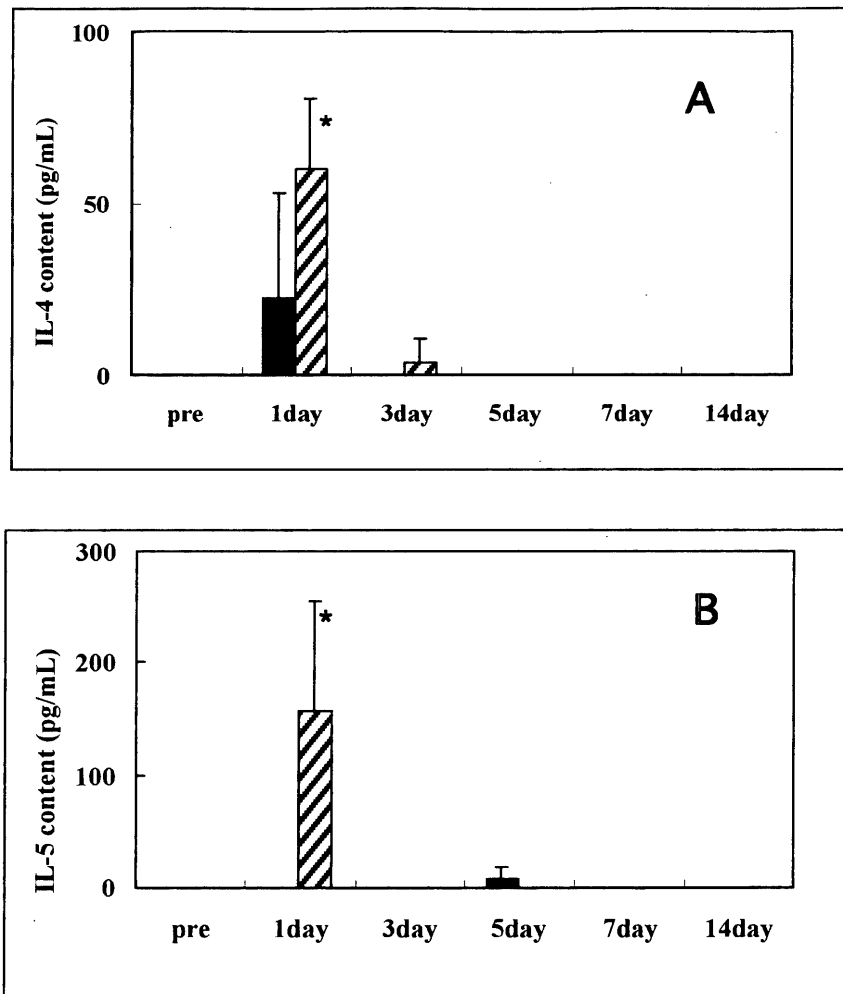 100
A
*
IL-4 content (pg/mL)
50
0
pre 1day 3day 5day 7day 14day
300
B
*
200
IL-5 content (pg/mL)
100
0
pre 1day 3day 5day 7day 14day